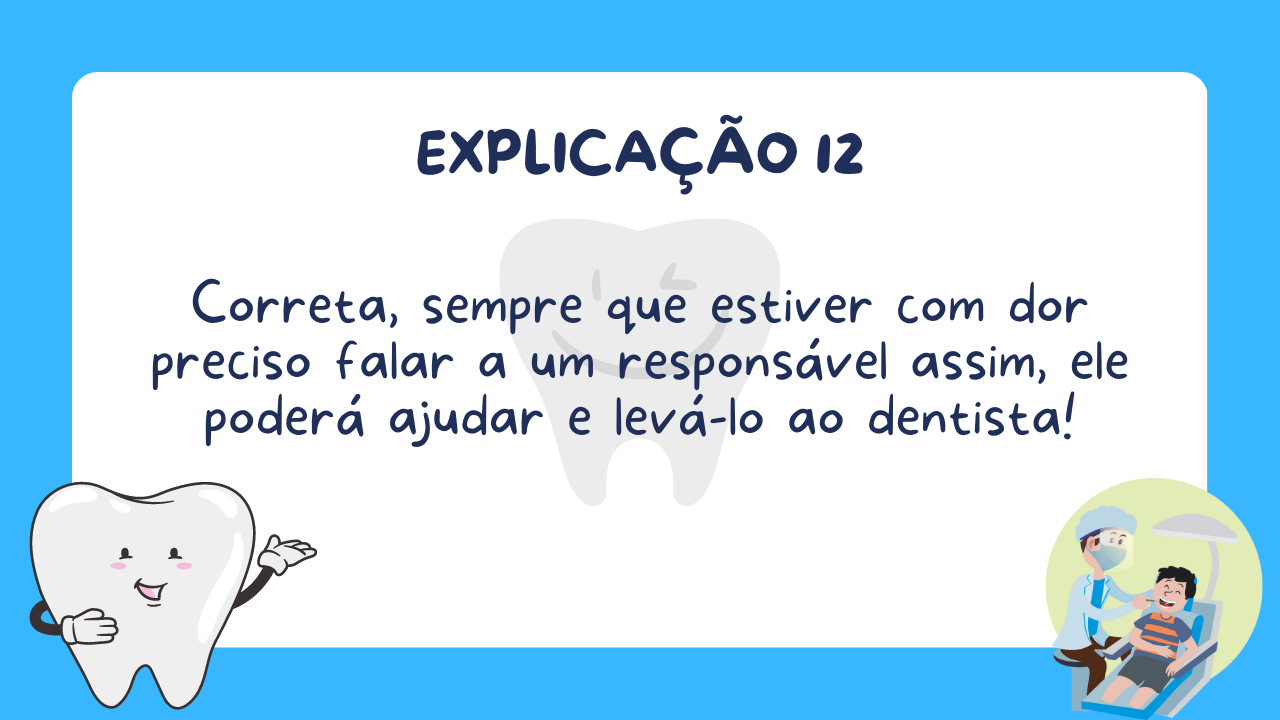 EXPLICAÇÃO 12
Correta, sempre que estiver com dor
preciso falar a um responsável assim, ele
poderá ajudar e levá-lo ao dentista!